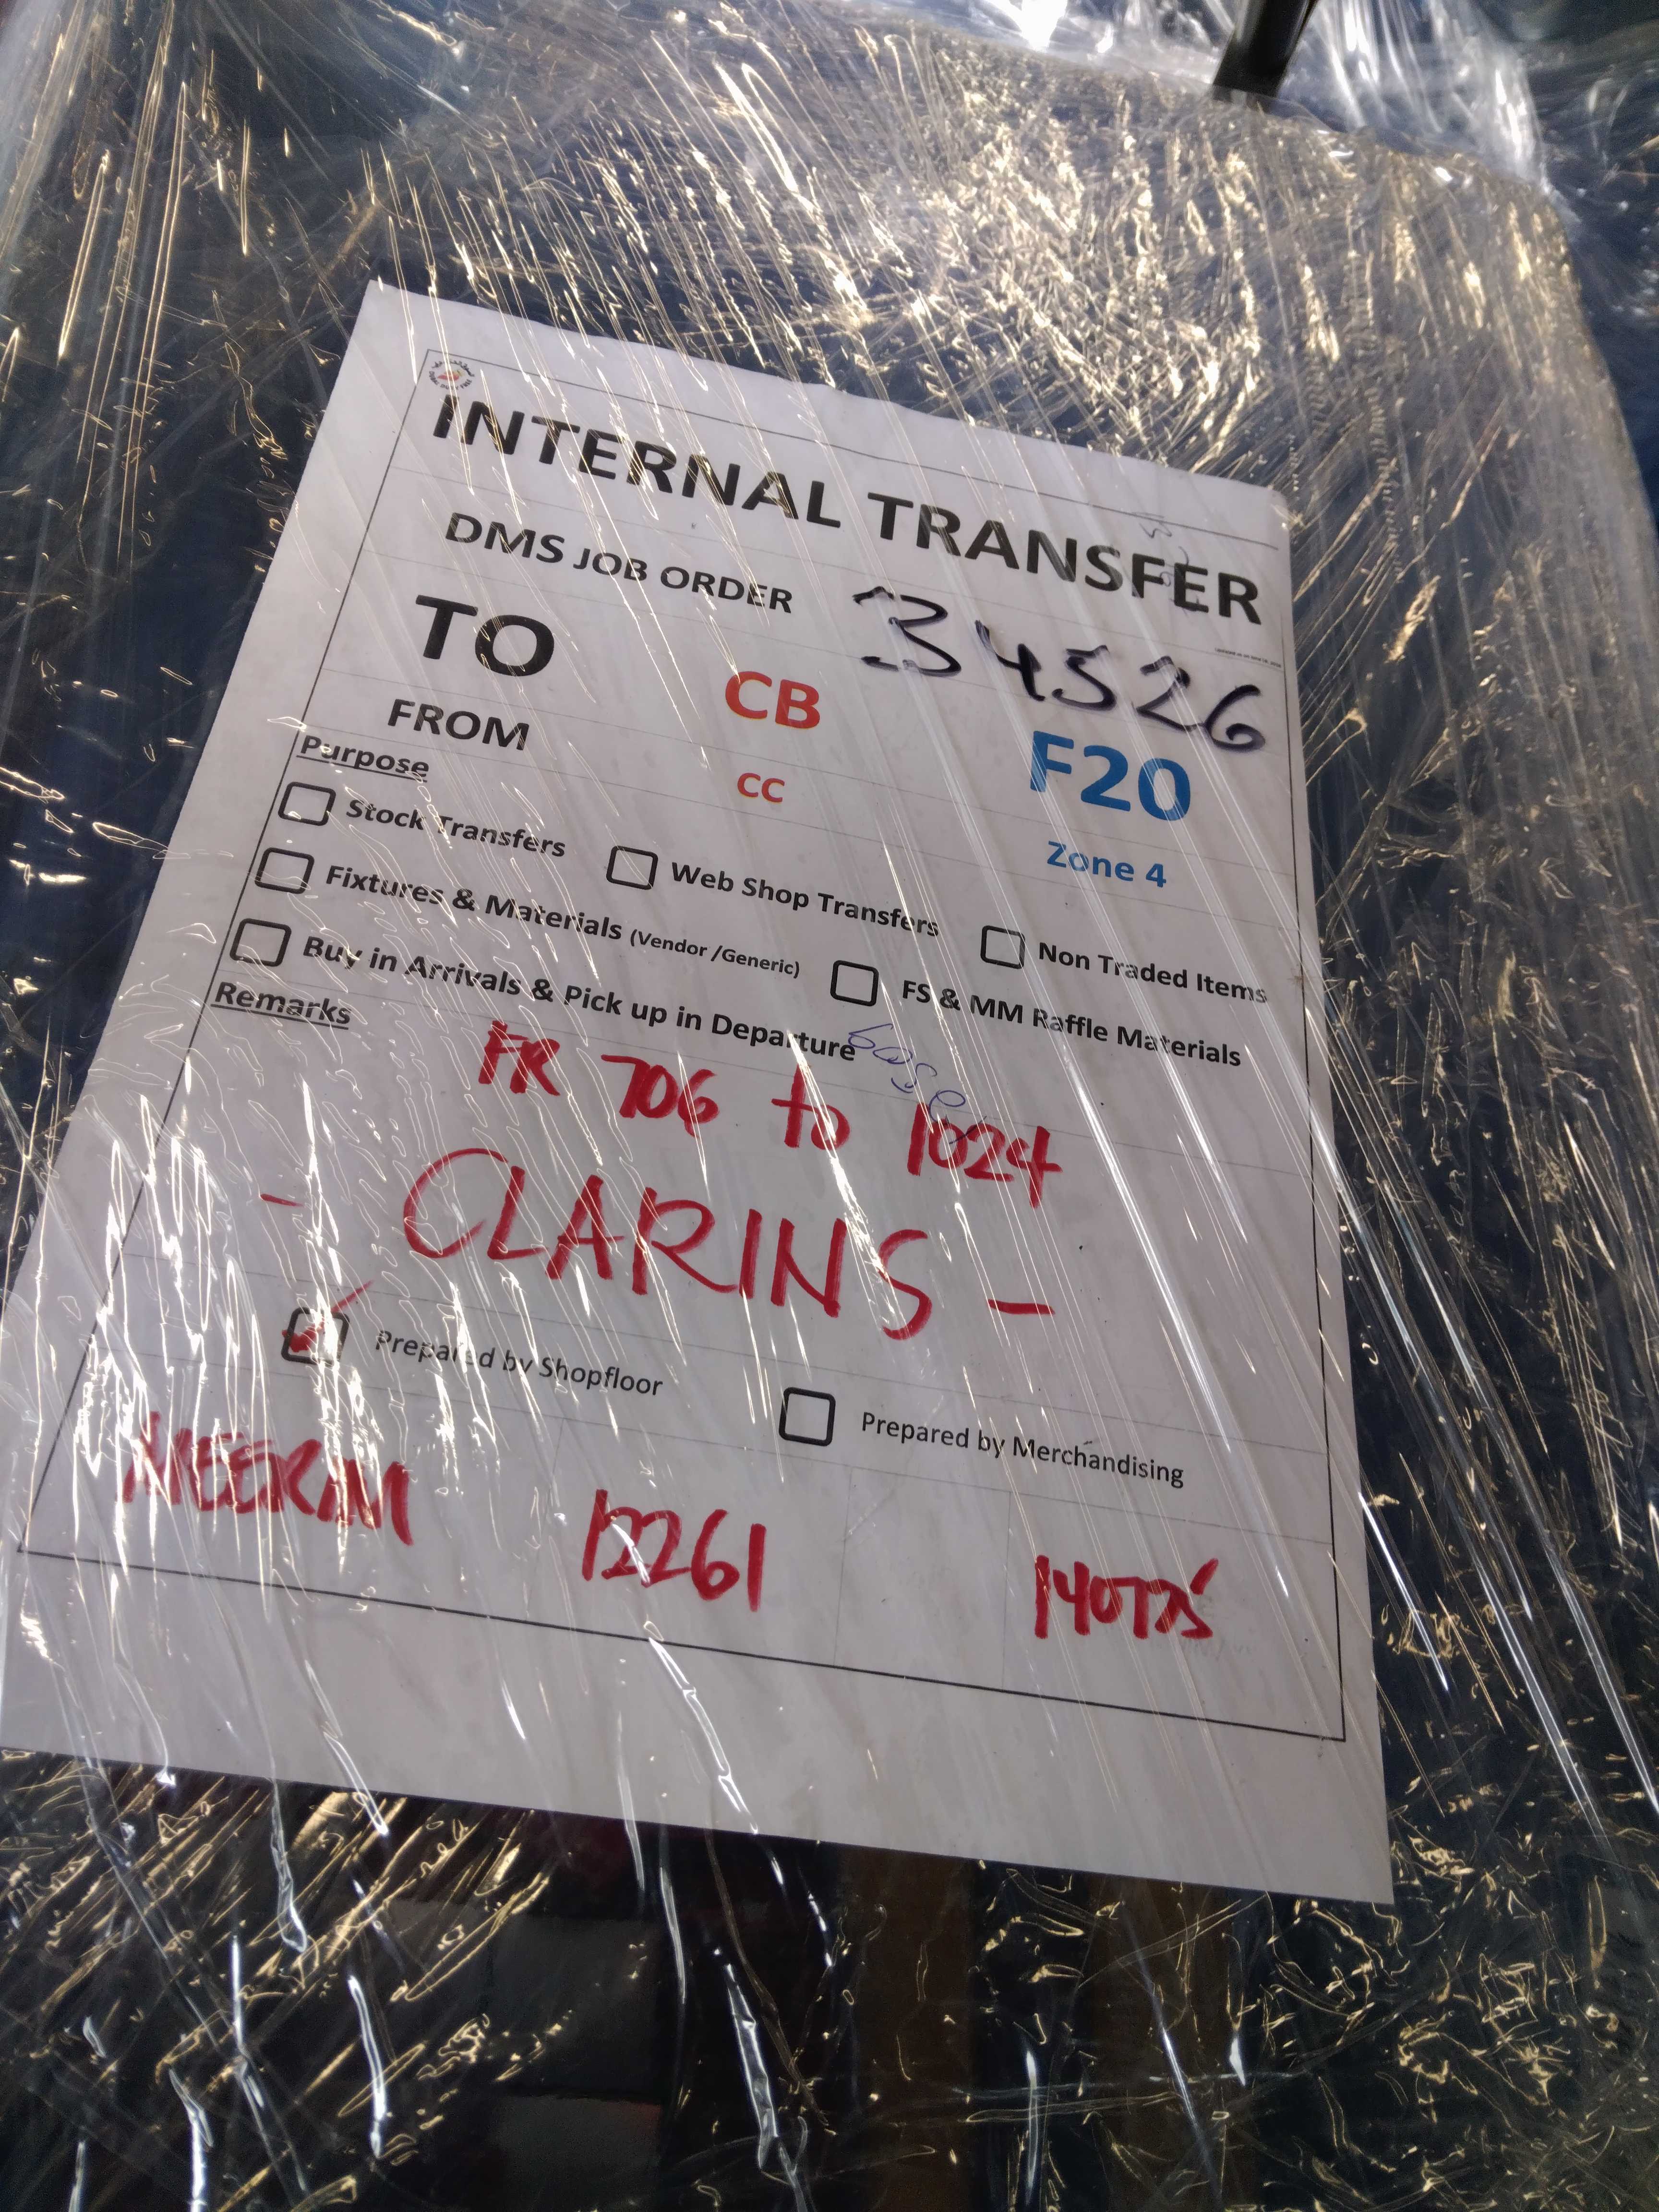 INTERNAL TRANSFER
DMS JOB ORDER 34526
TO CB F20
FROM CC Zone 4
Purpose
Stock Transfers Web Shop Transfers Non Traded Items
Fixtures & Materials (Vendor /Generic) FS & MM Raffle Materials
Buy in Arrivals & Pick up in Departure
Remarks
base
FR 706 to 1024
- CLARINS -
Prepared by Shopfloor Prepared by Merchandising
MEERIM 12261